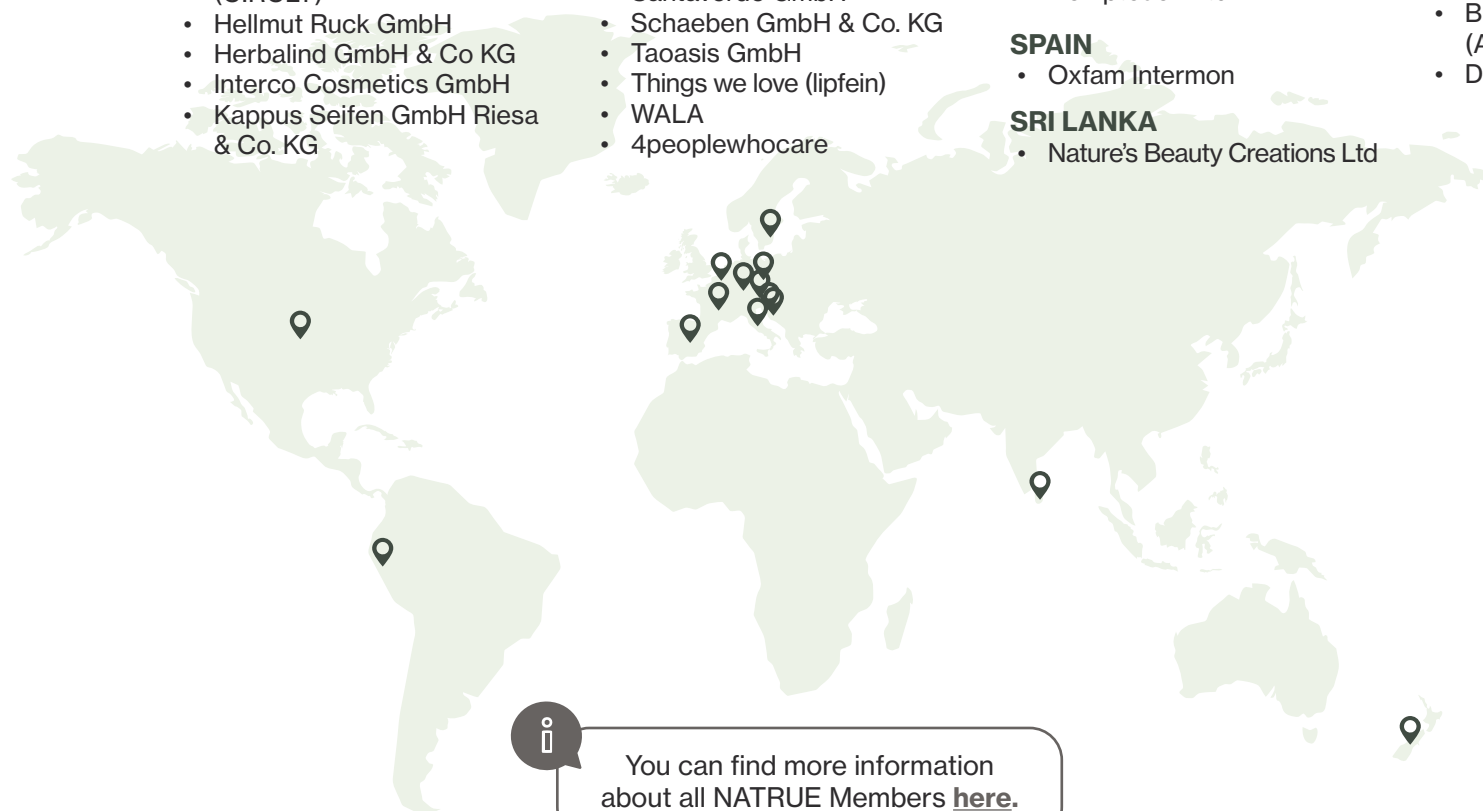 • Hellmut Ruck GmbH
• Herbalind GmbH & Co KG
• Interco Cosmetics GmbH
• Kappus Seifen GmbH Riesa
& Co. KG
• Schaeben GmbH & Co. KG
• Taoasis GmbH
• Things we love (lipfein)
• WALA
• 4peoplewhocare
SPAIN
• Oxfam Intermon
SRI LANKA
• Nature's Beauty Creations Ltd
• B
(A
• D
You can find more information
about all NATRUE Members here.